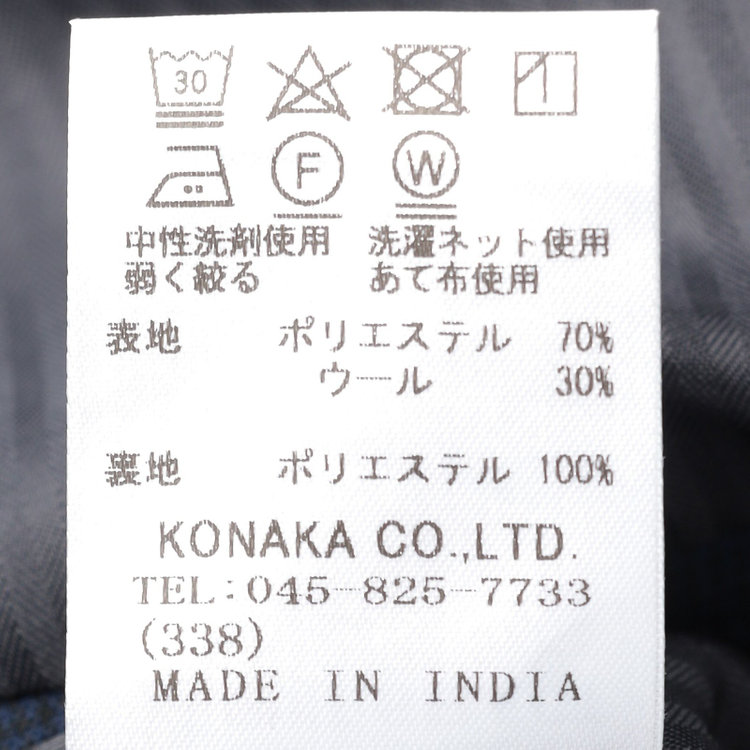 30
F W
中性洗剤使用 洗濯ネット使用
弱く絞る あて布使用
表地 ポリエステル 70%
ウール 30%
裏地 ポリエステル 100%
KONAKA CO.,LTD.
TEL:045-825-7733
(338)
MADE IN INDIA